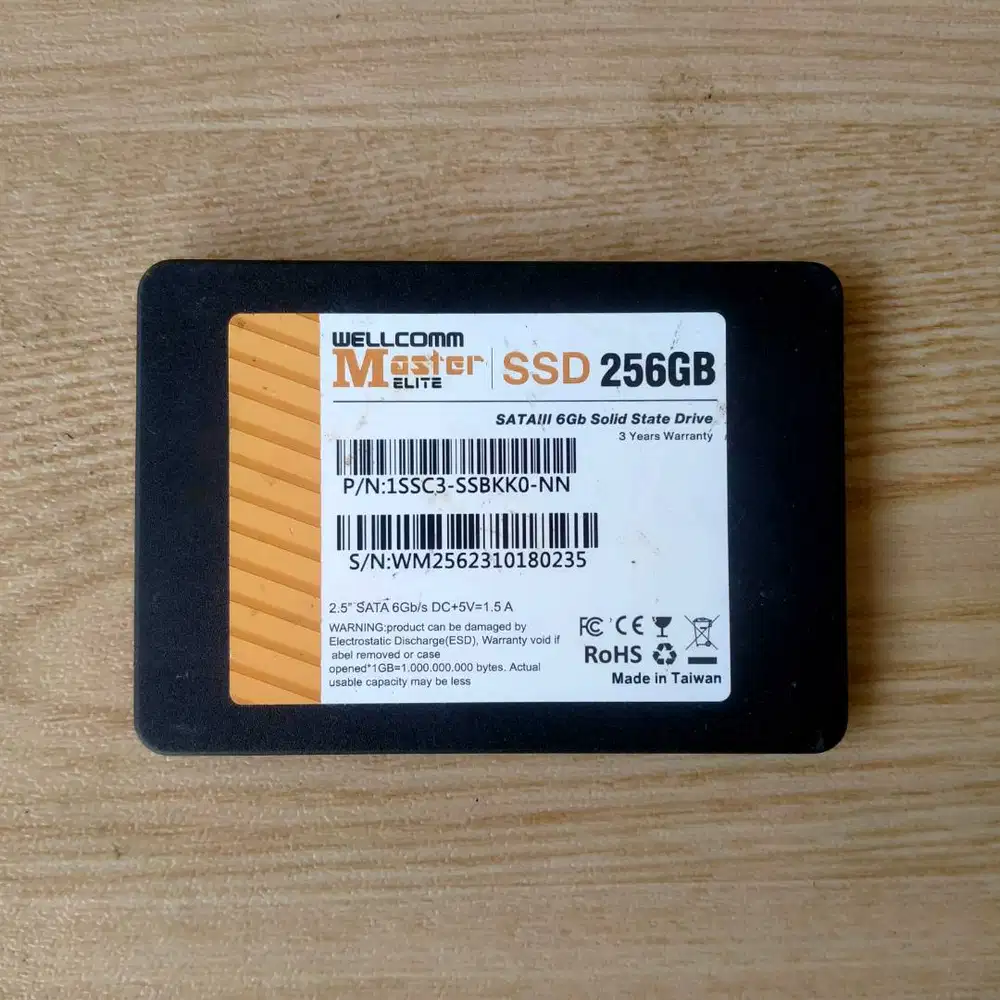 WELLCOMM
Master
ELITE
SSD 256GB
SATAIII 6Gb Solid State Drive
3 Years Warranty
P/N:1SSC3-SSBKK0-NN
S/N:WM2562310180235
2.5" SATA 6Gb/s DC+5V=1.5 A
WARNING:product can be damaged by
Electrostatic Discharge(ESD), Warranty void if
abel removed or case
opened*1GB=1.000.000.000 bytes. Actual
usable capacity may be less
FC CE
RoHS
Made in Taiwan